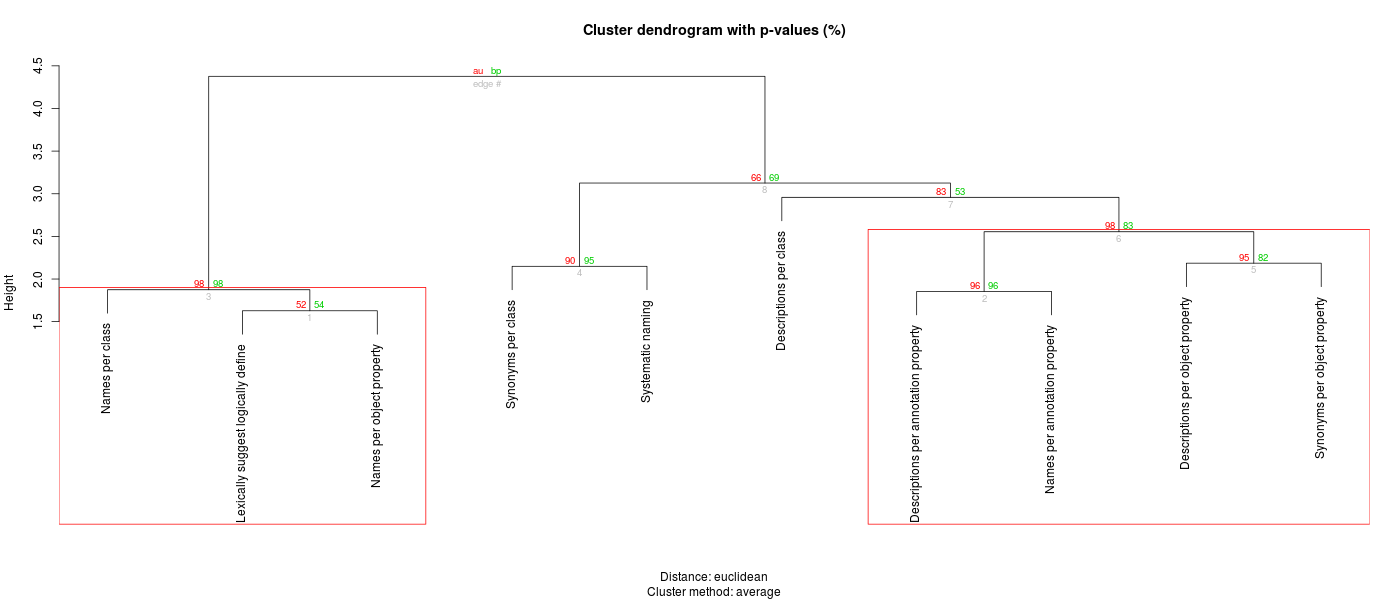 Cluster dendrogram with p-values (%)
Height
4.5
4.0
3.5
3.0
2.5
2.0
1.5
au bp
edge #
66 69
8
83 53
7
98 83
6
90 95
4
95 82
5
98 98
3
96 96
2
52 54
1
Names per class
Lexically suggest logically define
Names per object property
Synonyms per class
Systematic naming
Descriptions per class
Descriptions per annotation property
Names per annotation property
Descriptions per object property
Synonyms per object property
Distance: euclidean
Cluster method: average